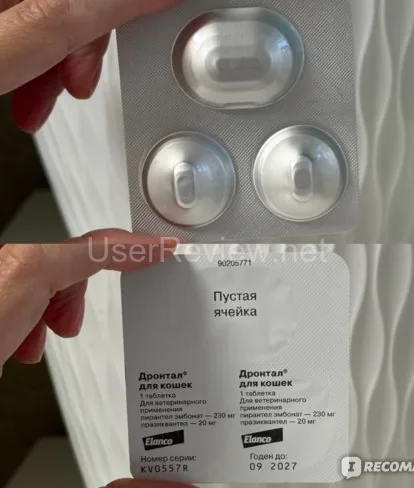 UserReview.net
90205771
Пустая
ячейка
Дронтал®
для кошек
1 таблетка
Для ветеринарного
применения
пирантел эмбонат — 230 мг
празиквантел — 20 мг
Elanco
Номер серии:
KV0557R
Дронтал®
для кошек
1 таблетка
Для ветеринарного
применения
пирантел эмбонат — 230 мг
празиквантел — 20 мг
Elanco
Годен до:
09 2027
IRECOM